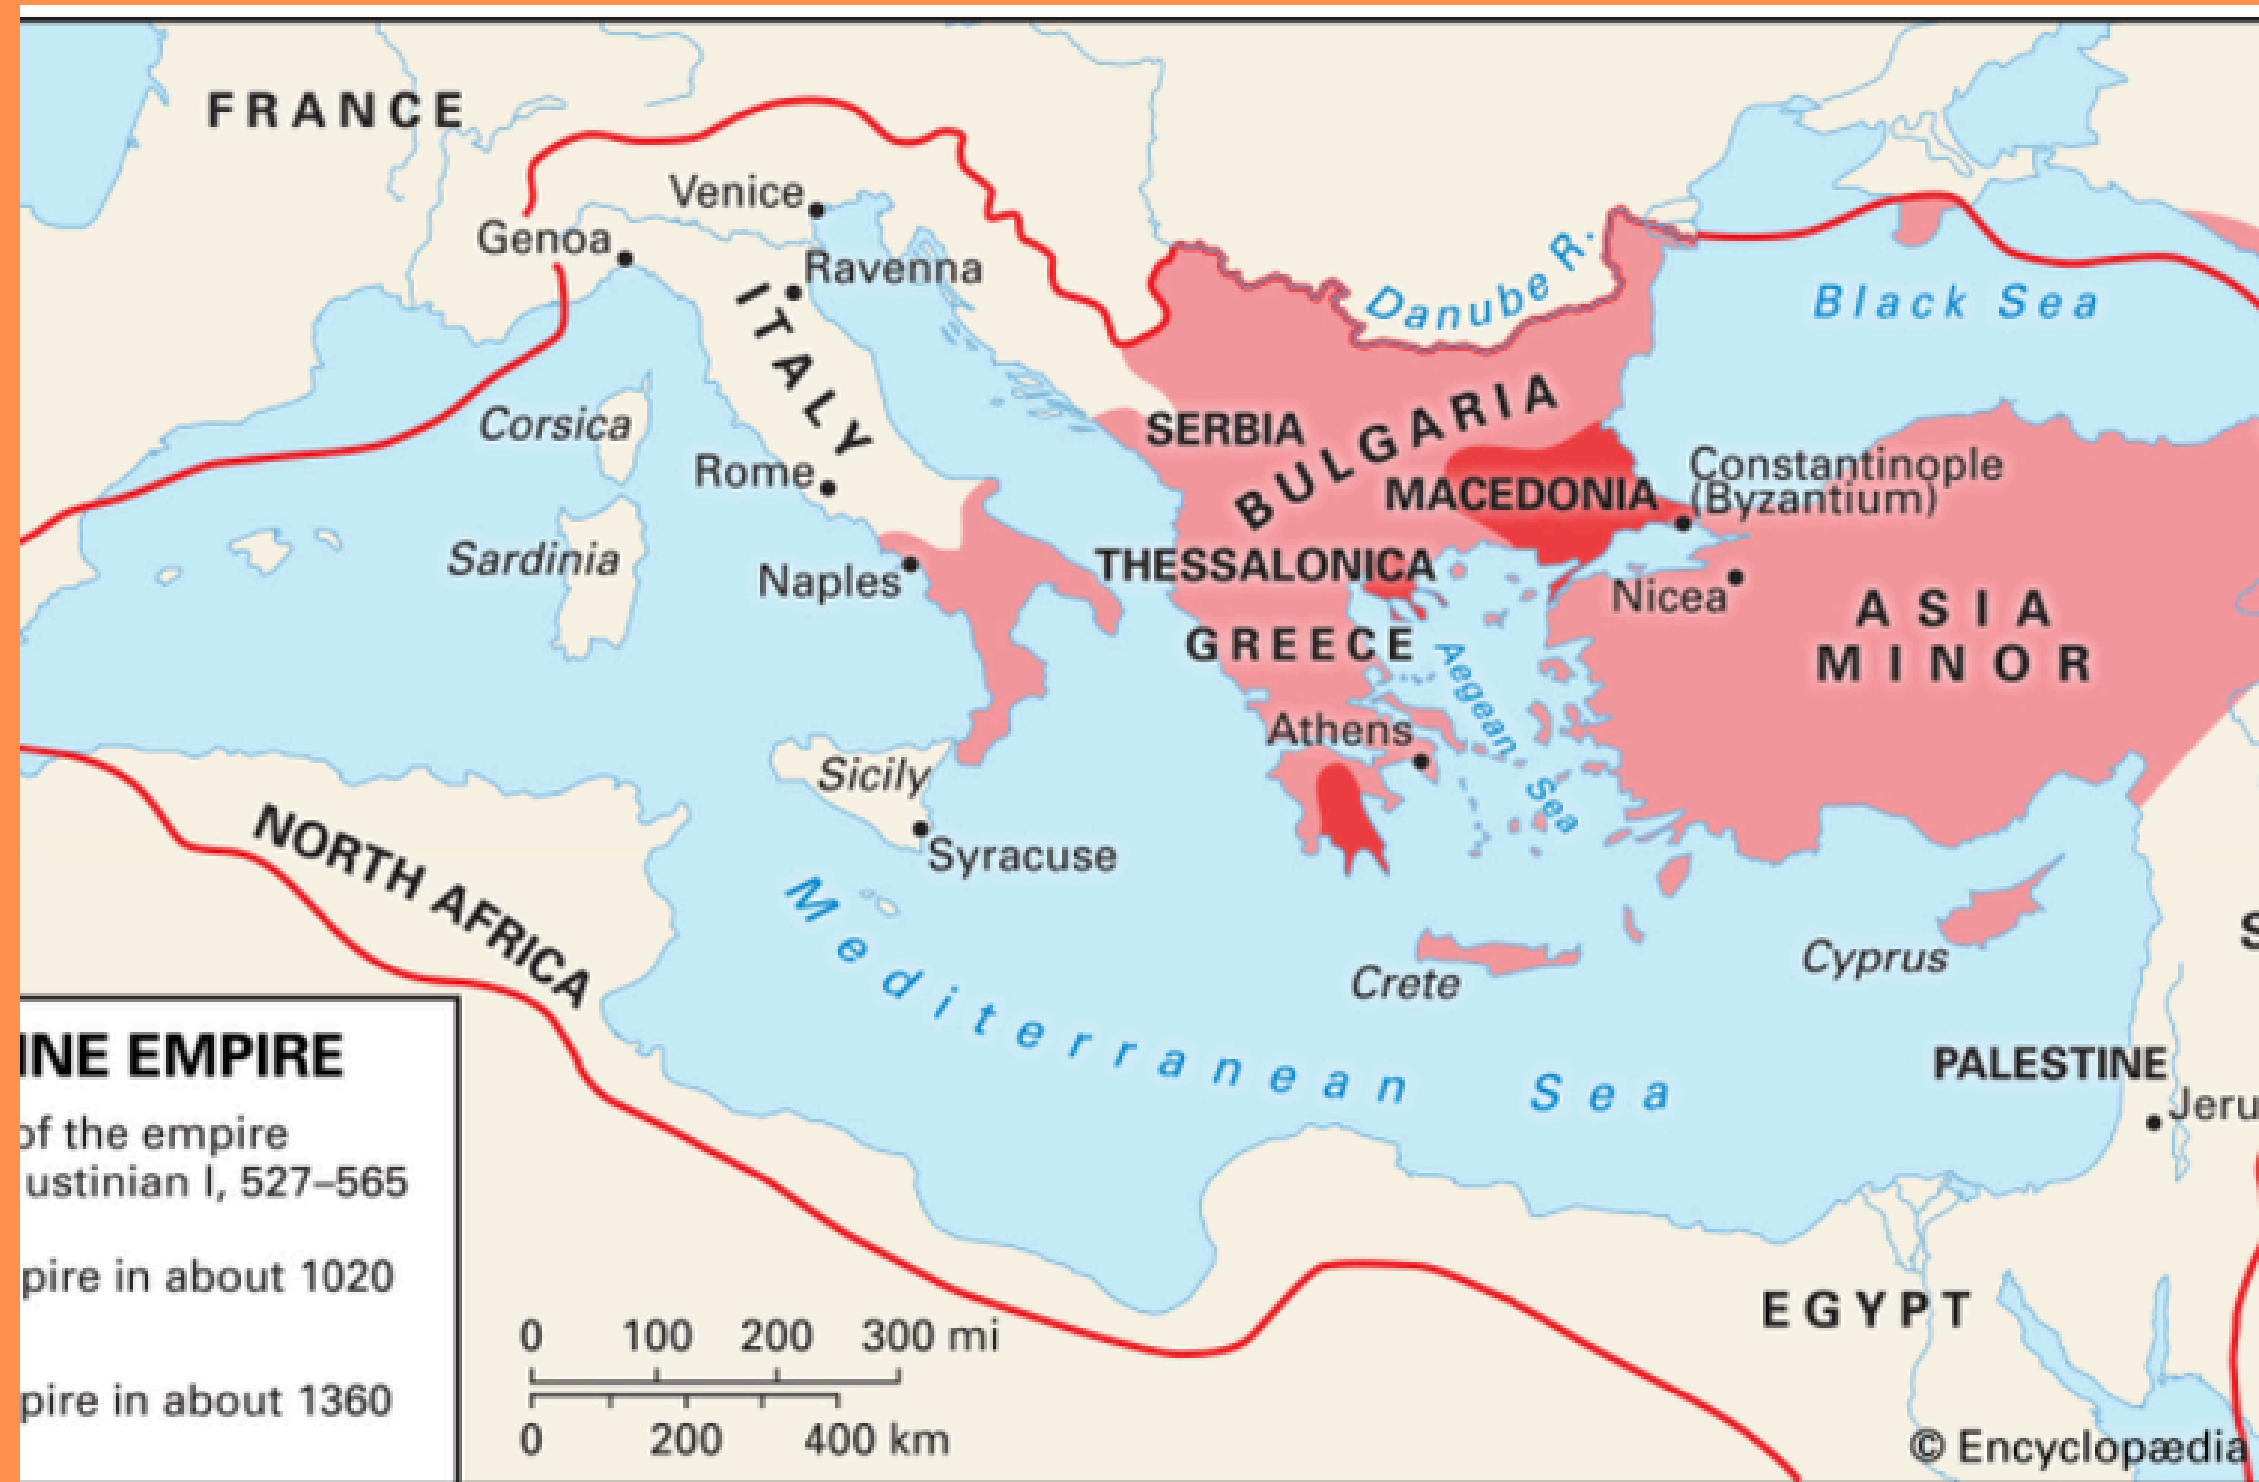 FRANCE
Venice
Genoa
Ravenna
ITALY
Danube R.
Black Sea
Corsica
SERBIA
BULGARIA
Rome
MACEDONIA
Constantinople
(Byzantium)
Sardinia
Naples
THESSALONICA
Nicea
ASIA
MINOR
GREECE
Aegean Sea
Athens
Sicily
Syracuse
NORTH AFRICA
Mediterranean Sea
Crete
Cyprus
S
PALESTINE
Jeru
EGYPT
INE EMPIRE
of the empire
ustinian I, 527–565
pire in about 1020
pire in about 1360
0 100 200 300 mi
0 200 400 km
© Encyclopædia